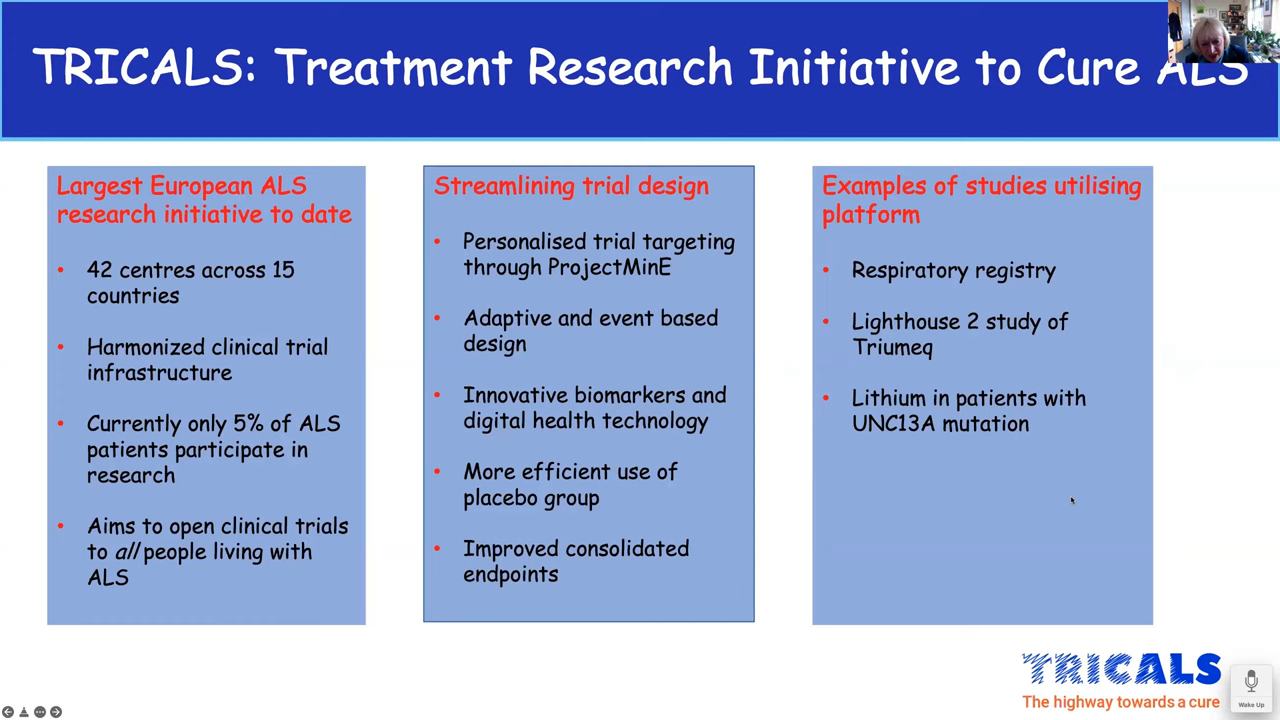 TRICALS: Treatment Research Initiative to Cure ALS
Largest European ALS
research initiative to date
• 42 centres across 15
countries
• Harmonized clinical trial
infrastructure
• Currently only 5% of ALS
patients participate in
research
• Aims to open clinical trials
to all people living with
ALS
Streamlining trial design
• Personalised trial targeting
through ProjectMinE
• Adaptive and event based
design
• Innovative biomarkers and
digital health technology
• More efficient use of
placebo group
• Improved consolidated
endpoints
Examples of studies utilising
platform
• Respiratory registry
• Lighthouse 2 study of
Triumeq
• Lithium in patients with
UNC13A mutation
TRICALS
The highway towards a cure
Wake Up